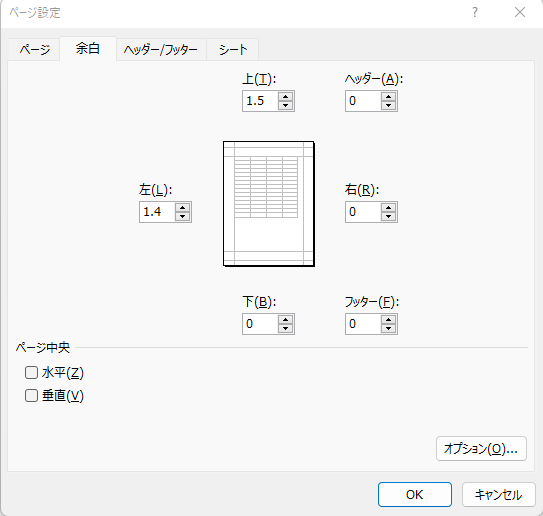 ページ設定
? ×
ページ 余白 ヘッダー/フッター シート
上(T): ヘッダー(A):
1.5 0
左(L): 右(R):
1.4 0
下(B): フッター(F):
0 0
ページ中央
水平(Z)
垂直(V)
オプション(O)...
OK キャンセル